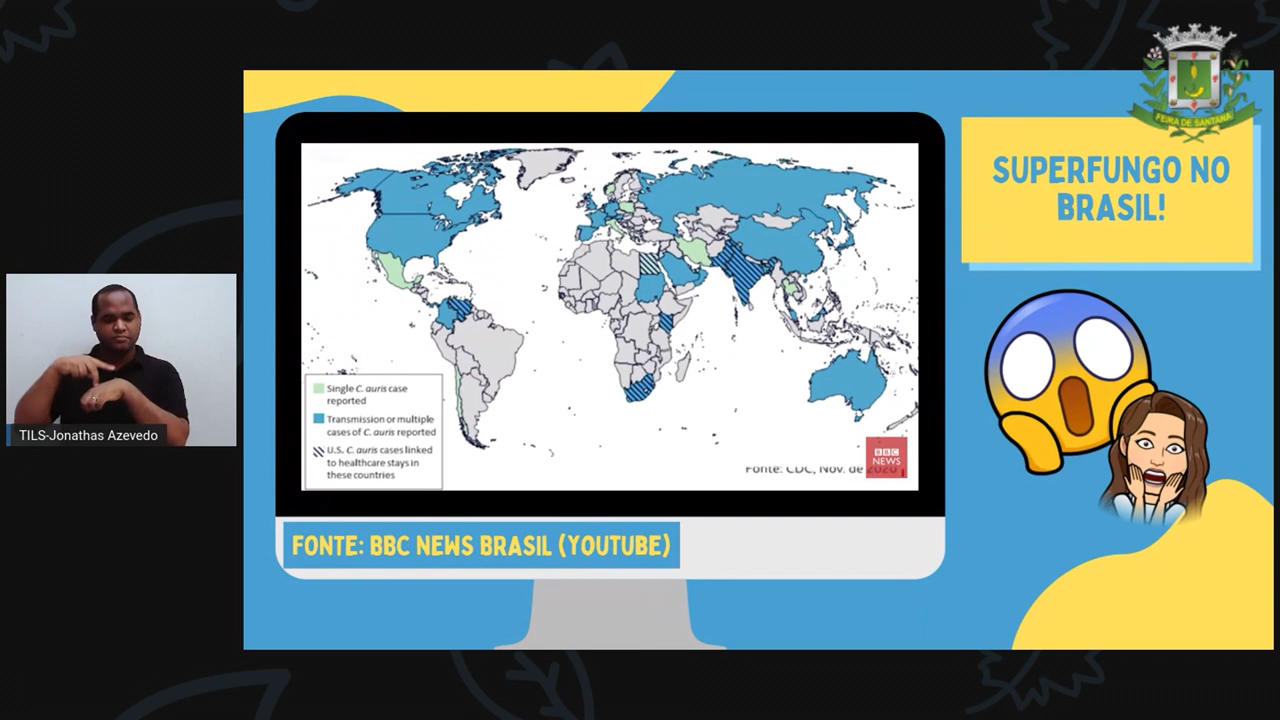 FEIRA DE SANTANA
SUPERFUNGO NO
BRASIL!
Single C. auris case
reported
Transmission or multiple
cases of C. auris reported
U.S. C. auris cases linked
to healthcare stays in
these countries
Fonte: CDC, Nov. de 2020
BBC
NEWS
TILS-Jonathas Azevedo
FONTE: BBC NEWS BRASIL (YOUTUBE)